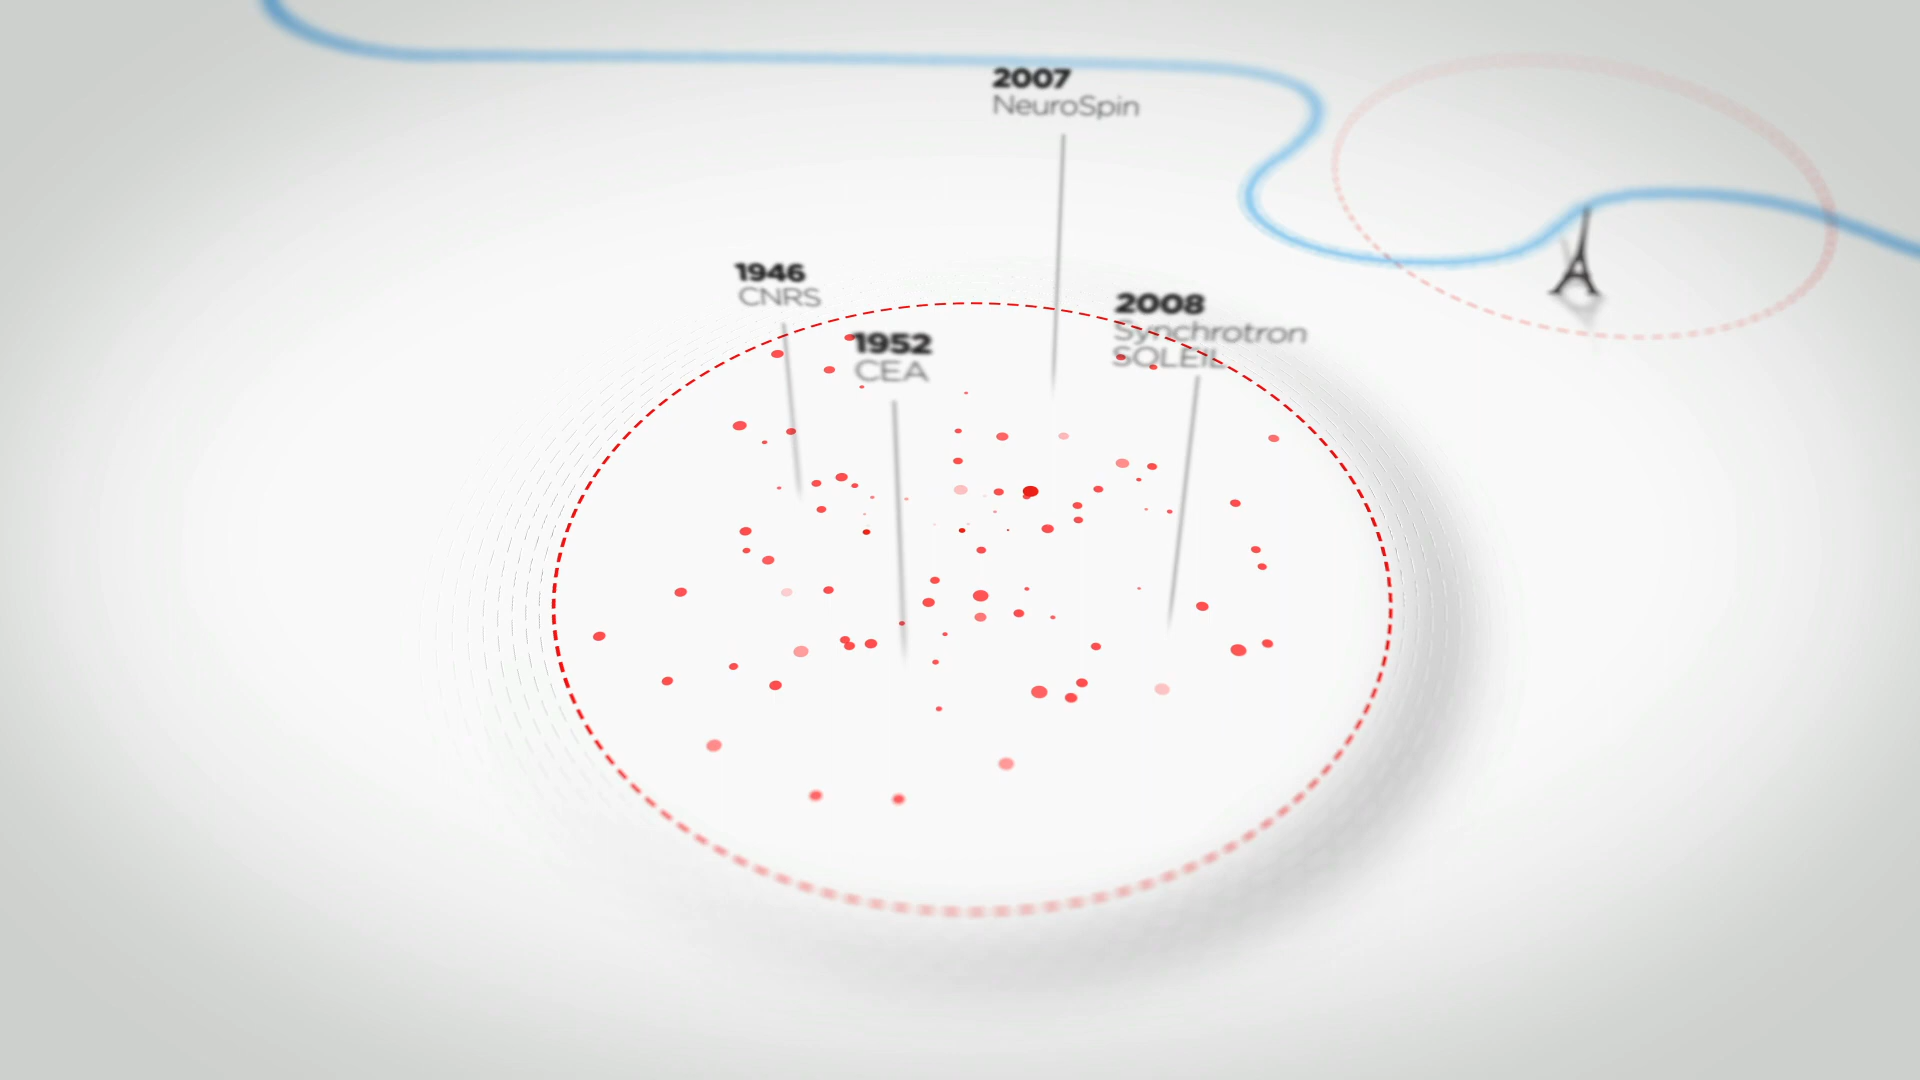 2007
NeuroSpin
1946
CNRS
2008
Synchrotron
SOLEIL
1952
CEA